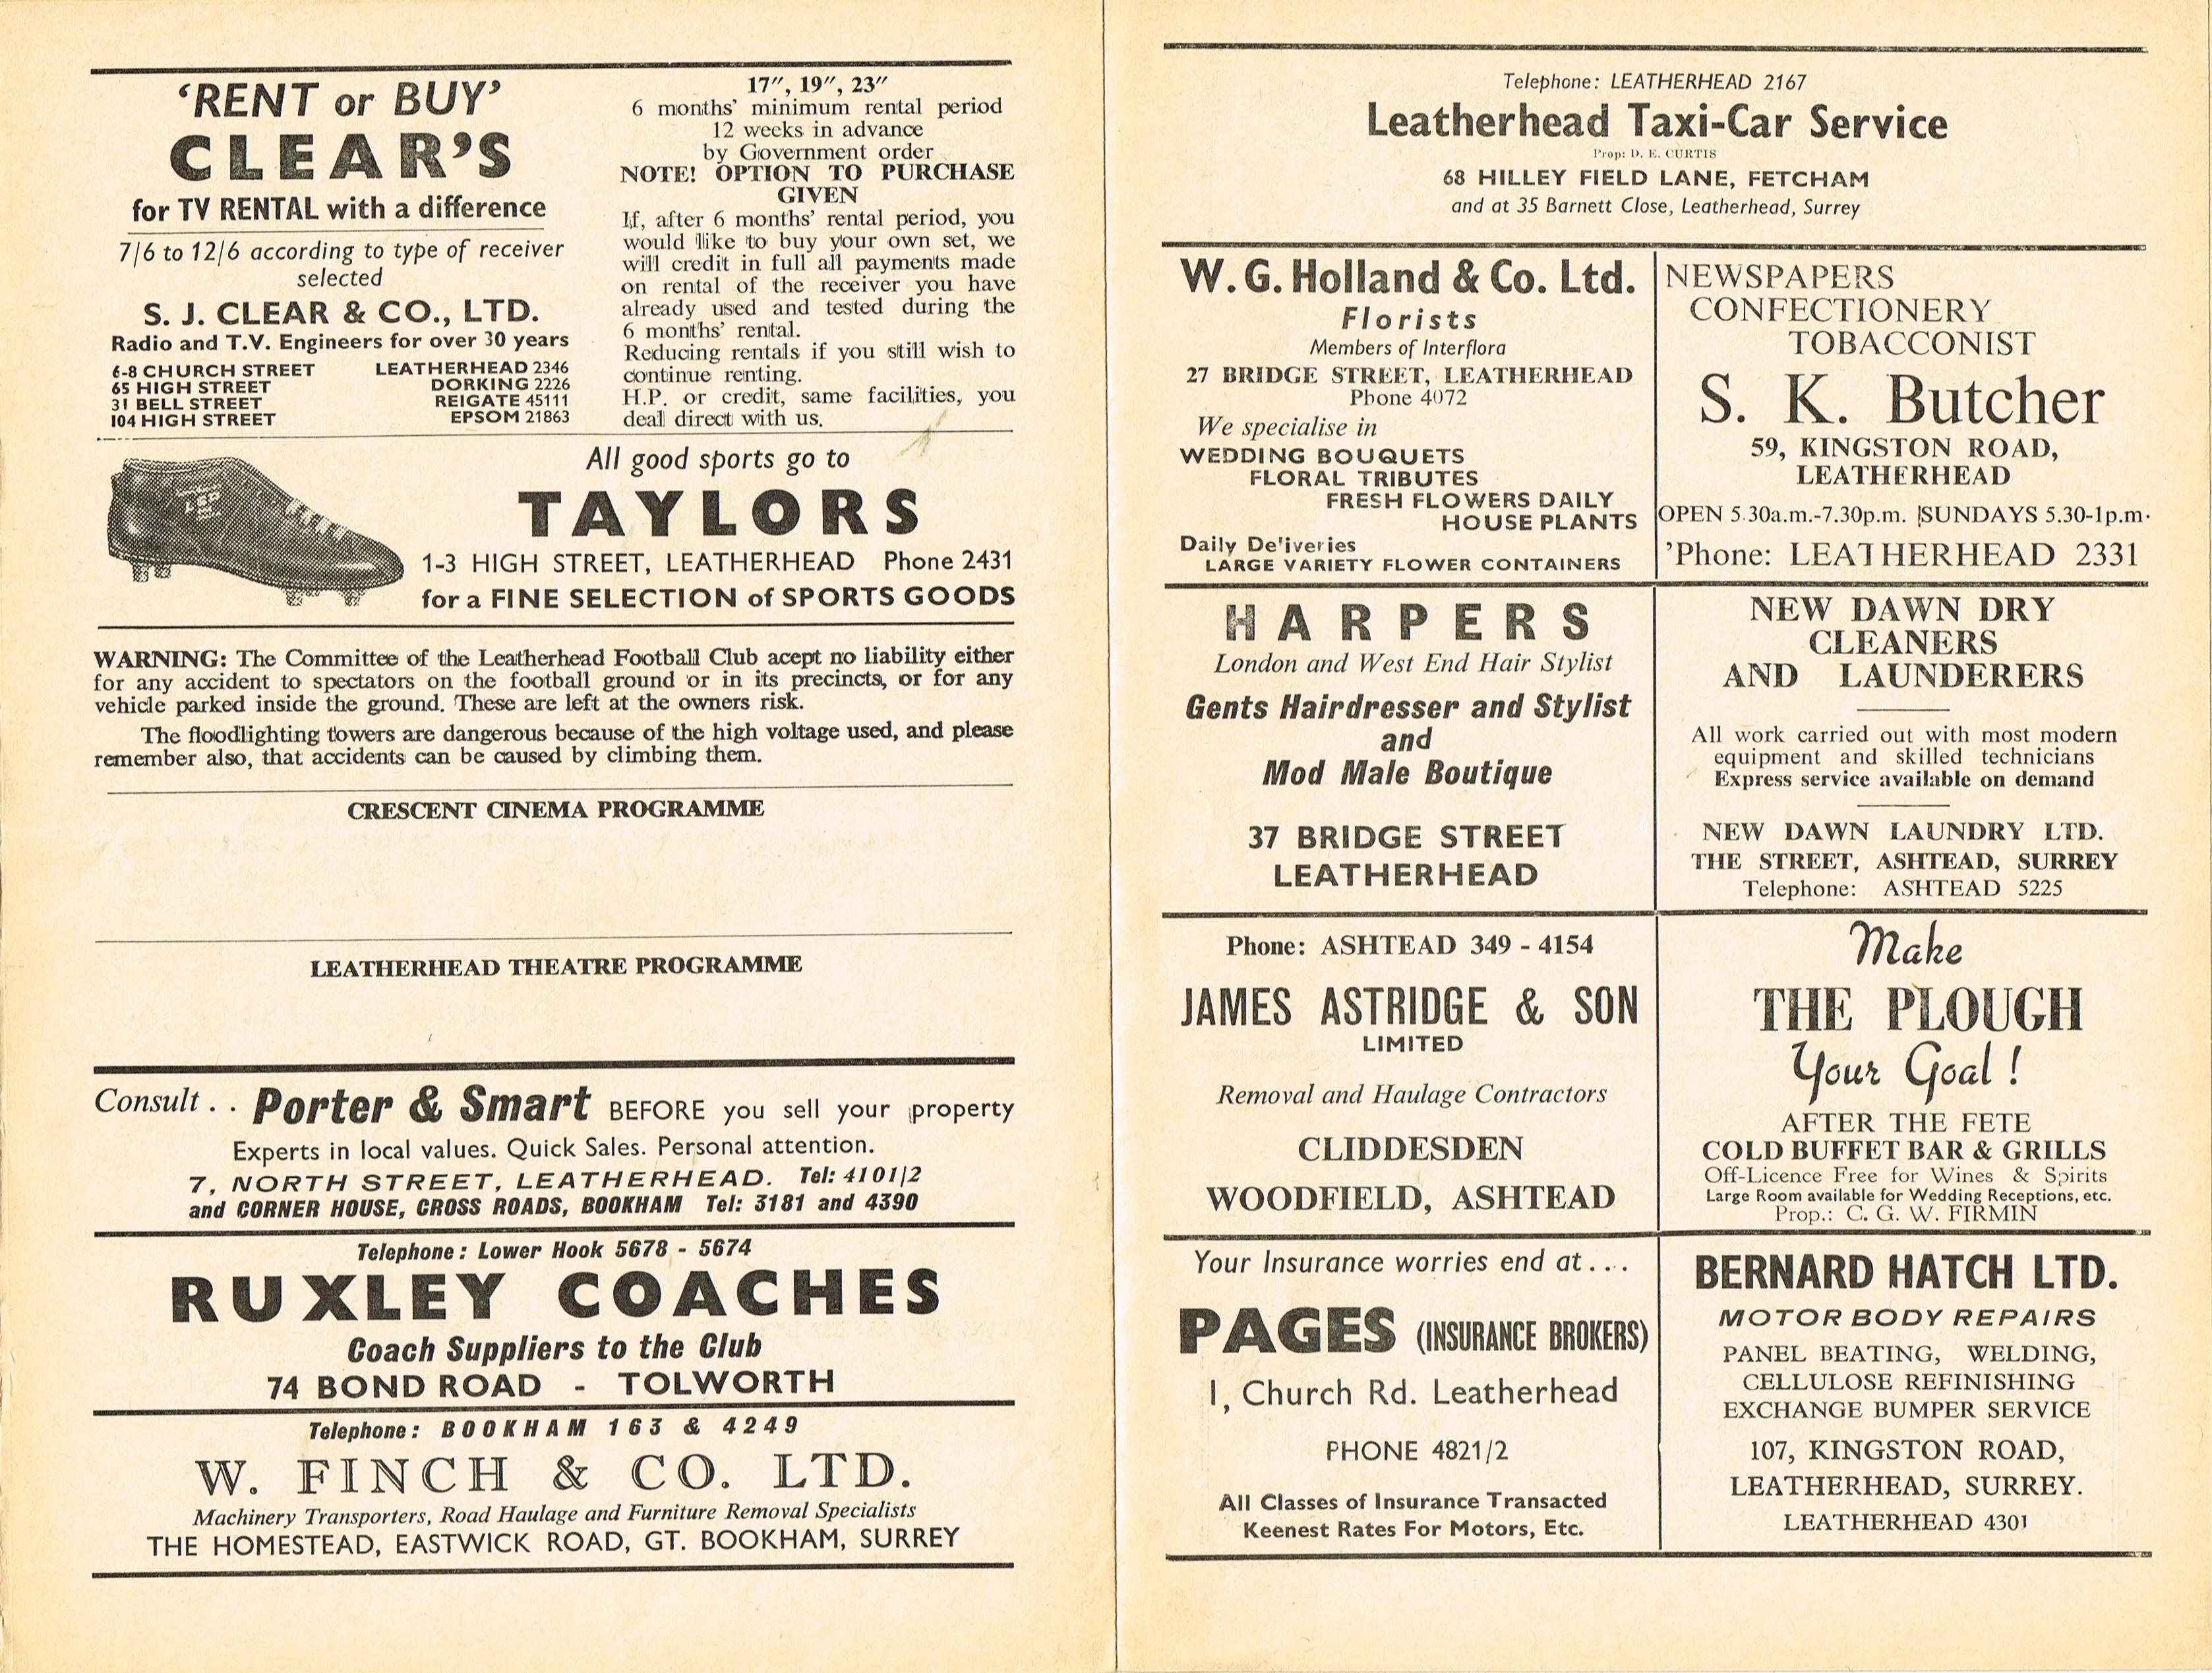 'RENT or BUY'
CLEAR'S
for TV RENTAL with a difference
7/6 to 12/6 according to type of receiver
selected
S. J. CLEAR & CO., LTD.
Radio and T.V. Engineers for over 30 years
6-8 CHURCH STREET LEATHERHEAD 2346
65 HIGH STREET DORKING 2226
31 BELL STREET REIGATE 45111
104 HIGH STREET EPSOM 21863
17", 19", 23"
6 months' minimum rental period
12 weeks in advance
by Government order
NOTE! OPTION TO PURCHASE
GIVEN
If, after 6 months' rental period, you
would like to buy your own set, we
will credit in full all payments made
on rental of the receiver you have
already used and tested during the
6 months' rental.
Reducing rentals if you still wish to
continue renting.
H.P. or credit, same facilities, you
deal direct with us.
All good sports go to
TAYLORS
1-3 HIGH STREET, LEATHERHEAD Phone 2431
for a FINE SELECTION of SPORTS GOODS
WARNING: The Committee of the Leatherhead Football Club acept no liability either
for any accident to spectators on the football ground or in its precincts, or for any
vehicle parked inside the ground. These are left at the owners risk.
The floodlighting towers are dangerous because of the high voltage used, and please
remember also, that accidents can be caused by climbing them.
CRESCENT CINEMA PROGRAMME
LEATHERHEAD THEATRE PROGRAMME
Consult . . Porter & Smart BEFORE you sell your property
Experts in local values. Quick Sales. Personal attention.
7, NORTH STREET, LEATHERHEAD. Tel: 4101/2
and CORNER HOUSE, CROSS ROADS, BOOKHAM Tel: 3181 and 4390
Telephone: Lower Hook 5678 - 5674
RUXLEY COACHES
Coach Suppliers to the Club
74 BOND ROAD - TOLWORTH
Telephone: BOOKHAM 163 & 4249
W. FINCH & CO. LTD.
Machinery Transporters, Road Haulage and Furniture Removal Specialists
THE HOMESTEAD, EASTWICK ROAD, GT. BOOKHAM, SURREY
Telephone: LEATHERHEAD 2167
Leatherhead Taxi-Car Service
Prop: D. E. CURTIS
68 HILLEY FIELD LANE, FETCHAM
and at 35 Barnett Close, Leatherhead, Surrey
W. G. Holland & Co. Ltd.
Florists
Members of Interflora
27 BRIDGE STREET, LEATHERHEAD
Phone 4072
We specialise in
WEDDING BOUQUETS
FLORAL TRIBUTES
FRESH FLOWERS DAILY
HOUSE PLANTS
Daily De'iveries
LARGE VARIETY FLOWER CONTAINERS
NEWSPAPERS
CONFECTIONERY
TOBACCONIST
S. K. Butcher
59, KINGSTON ROAD,
LEATHERHEAD
OPEN 5.30a.m.-7.30p.m. |SUNDAYS 5.30-1p.m.
'Phone: LEATHERHEAD 2331
HARPERS
London and West End Hair Stylist
Gents Hairdresser and Stylist
and
Mod Male Boutique
37 BRIDGE STREET
LEATHERHEAD
NEW DAWN DRY
CLEANERS
AND LAUNDERERS
All work carried out with most modern
equipment and skilled technicians
Express service available on demand
NEW DAWN LAUNDRY LTD.
THE STREET, ASHTEAD, SURREY
Telephone: ASHTEAD 5225
Phone: ASHTEAD 349 - 4154
JAMES ASTRIDGE & SON
LIMITED
Removal and Haulage Contractors
CLIDDESDEN
WOODFIELD, ASHTEAD
Make
THE PLOUGH
Your Goal !
AFTER THE FETE
COLD BUFFET BAR & GRILLS
Off-Licence Free for Wines & Spirits
Large Room available for Wedding Receptions, etc.
Prop.: C. G. W. FIRMIN
Your Insurance worries end at . . .
PAGES (INSURANCE BROKERS)
1, Church Rd. Leatherhead
PHONE 4821/2
All Classes of Insurance Transacted
Keenest Rates For Motors, Etc.
BERNARD HATCH LTD.
MOTOR BODY REPAIRS
PANEL BEATING, WELDING,
CELLULOSE REFINISHING
EXCHANGE BUMPER SERVICE
107, KINGSTON ROAD,
LEATHERHEAD, SURREY.
LEATHERHEAD 4301